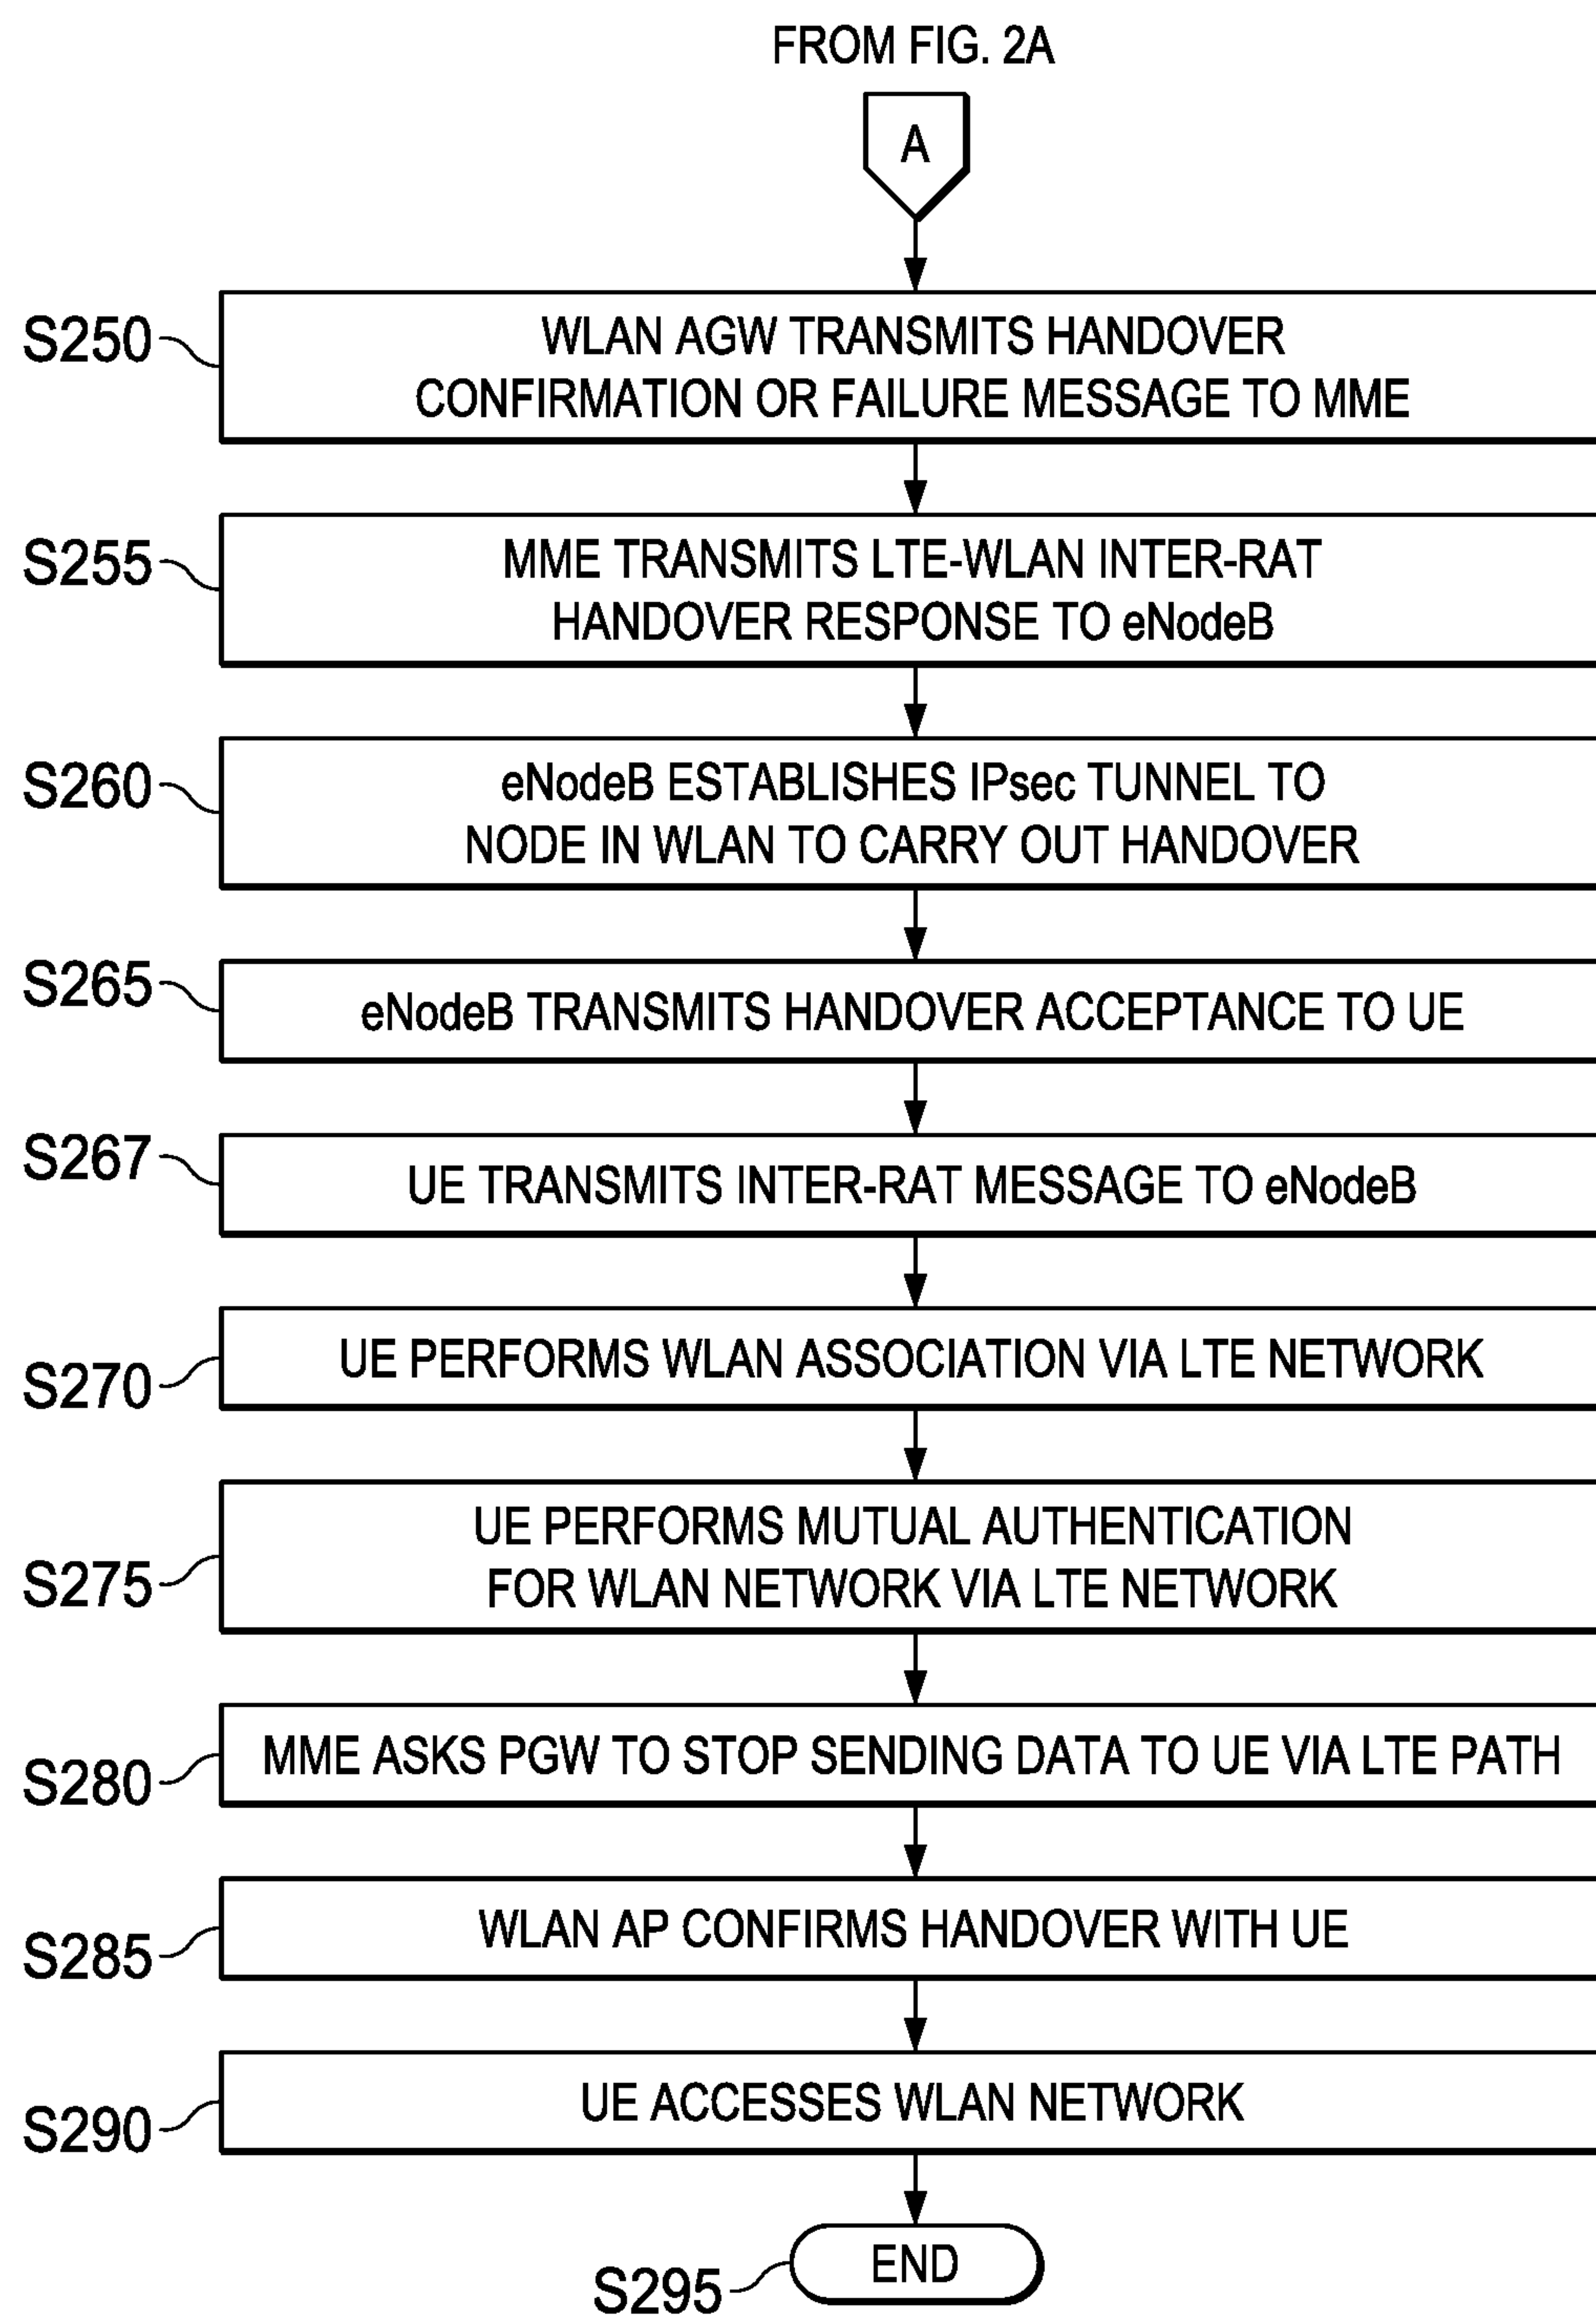 FROM FIG. 2A
A
S250
WLAN AGW TRANSMITS HANDOVER
CONFIRMATION OR FAILURE MESSAGE TO MME
S255
MME TRANSMITS LTE-WLAN INTER-RAT
HANDOVER RESPONSE TO eNodeB
S260
eNodeB ESTABLISHES IPsec TUNNEL TO
NODE IN WLAN TO CARRY OUT HANDOVER
S265
eNodeB TRANSMITS HANDOVER ACCEPTANCE TO UE
S267
UE TRANSMITS INTER-RAT MESSAGE TO eNodeB
S270
UE PERFORMS WLAN ASSOCIATION VIA LTE NETWORK
S275
UE PERFORMS MUTUAL AUTHENTICATION
FOR WLAN NETWORK VIA LTE NETWORK
S280
MME ASKS PGW TO STOP SENDING DATA TO UE VIA LTE PATH
S285
WLAN AP CONFIRMS HANDOVER WITH UE
S290
UE ACCESSES WLAN NETWORK
S295
END